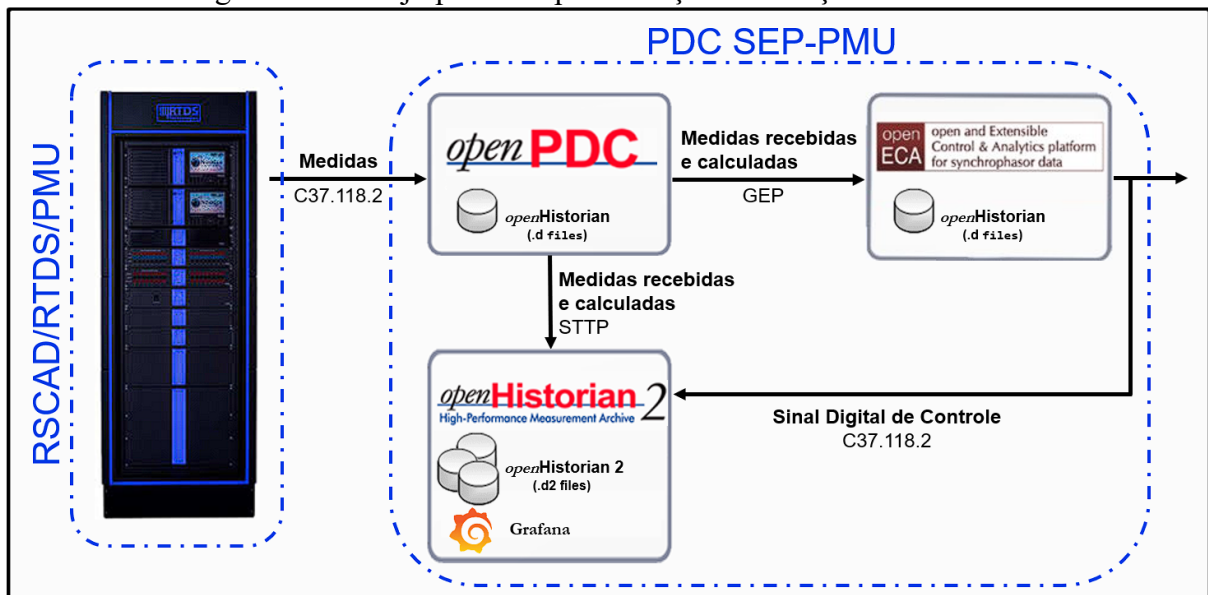 PDC SEP-PMU
RSCAD/RTDS/PMU
RTDS
Medidas
C37.118.2
open PDC
openHistorian
(.d files)
Medidas recebidas
e calculadas
GEP
open
ECA
open and Extensible
Control & Analytics platform
for synchrophasor data
openHistorian
(.d files)
Medidas recebidas
e calculadas
STTP
openHistorian 2
High-Performance Measurement Archive
openHistorian 2
(.d2 files)
Grafana
Sinal Digital de Controle
C37.118.2